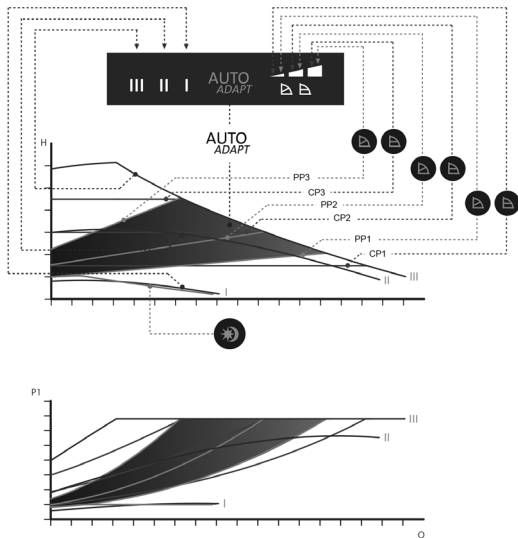 III II I AUTO
ADAPT
AUTO
ADAPT
H
PP3
CP3
PP2
CP2
PP1
CP1
III
II
I
P1
III
II
I
Q